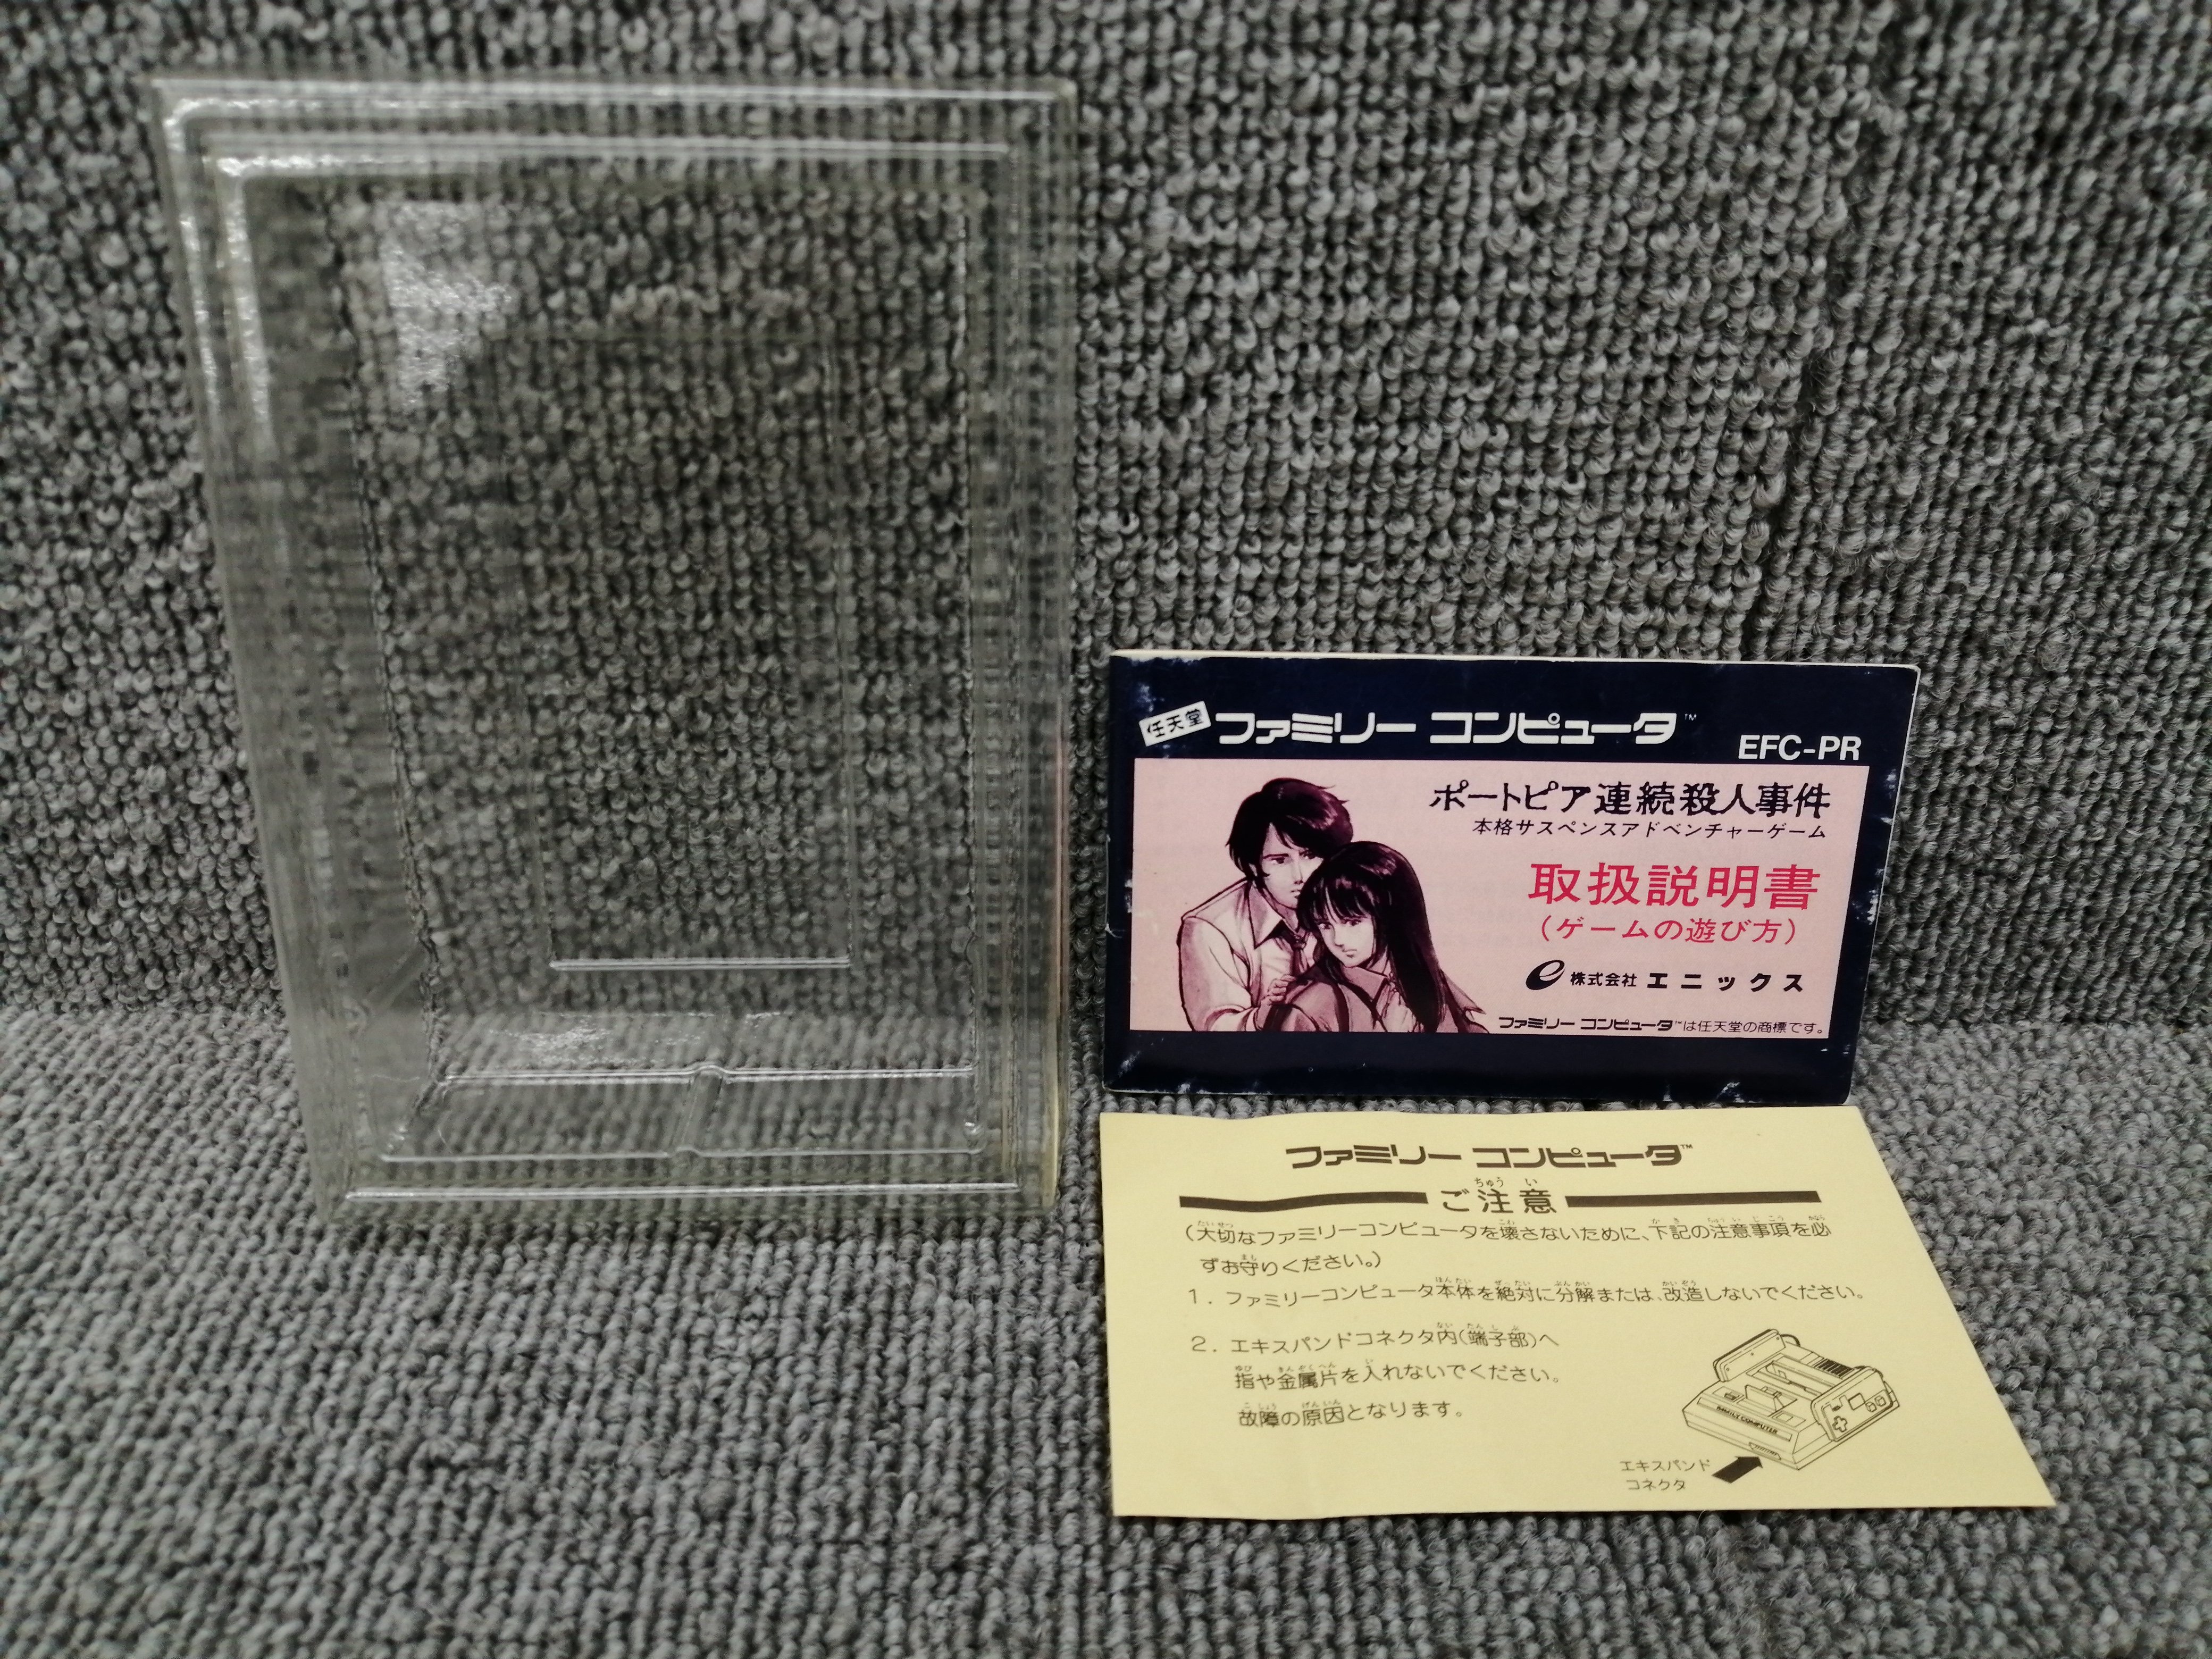 任天堂 ファミリー コンピュータ™
EFC-PR
ポートピア連続殺人事件
本格サスペンスアドベンチャーゲーム
取扱説明書
(ゲームの遊び方)
e 株式会社 エニックス
ファミリー コンピュータ™は任天堂の商標です。
ファミリー コンピュータ™
ご注意
(大切なファミリーコンピュータを壊さないために、下記の注意事項を必
ずお守りください。)
1. ファミリーコンピュータ本体を絶対に分解または、改造しないでください。
2. エキスパンドコネクタ内(端子部)へ
指や金属片を入れないでください。
故障の原因となります。
FAMILY COMPUTER
エキスパンド
コネクタ